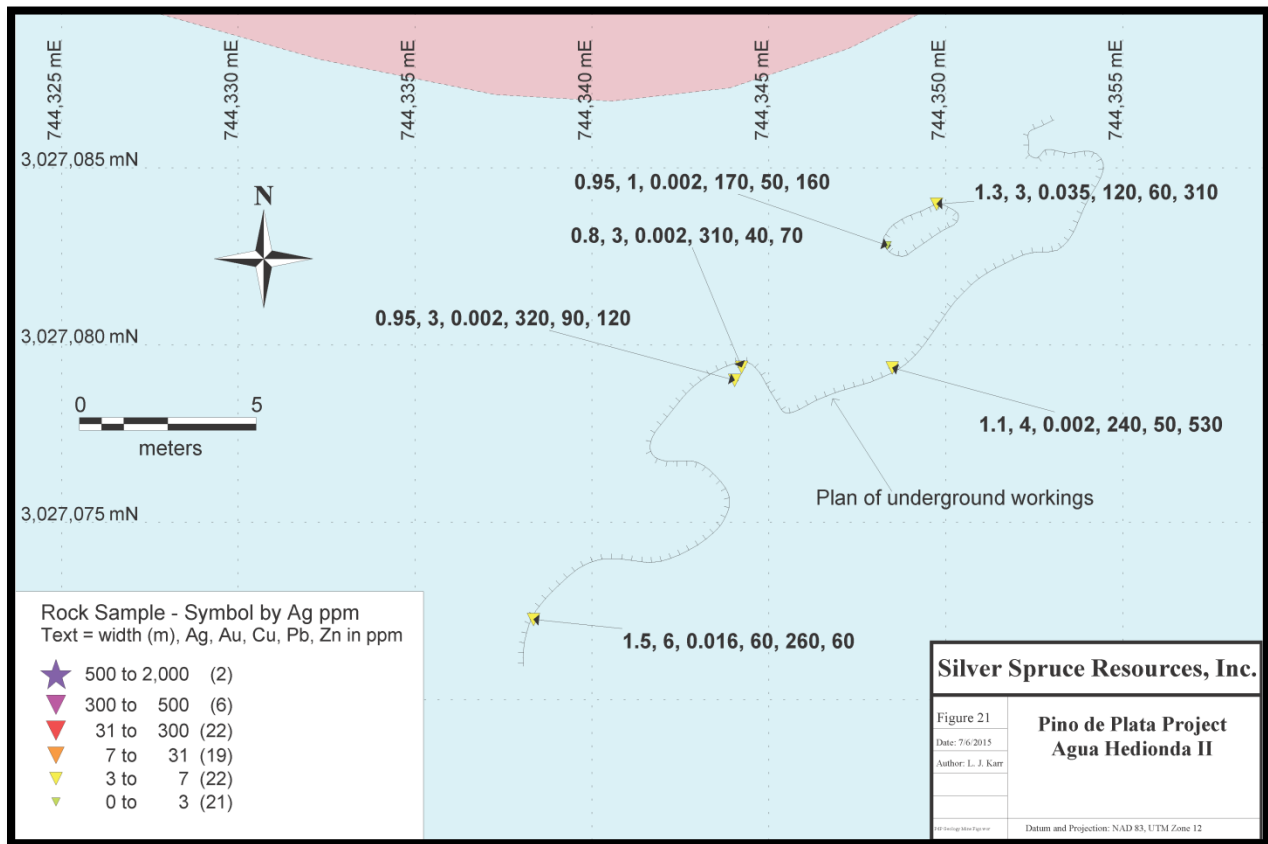 744,325 mE
744,330 mE
744,335 mE
744,340 mE
744,345 mE
744,350 mE
744,355 mE
3,027,085 mN
3,027,080 mN
3,027,075 mN
N
0 5
meters
0.95, 1, 0.002, 170, 50, 160
1.3, 3, 0.035, 120, 60, 310
0.8, 3, 0.002, 310, 40, 70
0.95, 3, 0.002, 320, 90, 120
1.1, 4, 0.002, 240, 50, 530
Plan of underground workings
1.5, 6, 0.016, 60, 260, 60
Rock Sample - Symbol by Ag ppm
Text = width (m), Ag, Au, Cu, Pb, Zn in ppm
500 to 2,000 (2)
300 to 500 (6)
31 to 300 (22)
7 to 31 (19)
3 to 7 (22)
0 to 3 (21)
Silver Spruce Resources, Inc.
Figure 21
Date: 7/6/2015
Author: L. J. Karr
Pino de Plata Project
Agua Hedionda II
Datum and Projection: NAD 83, UTM Zone 12